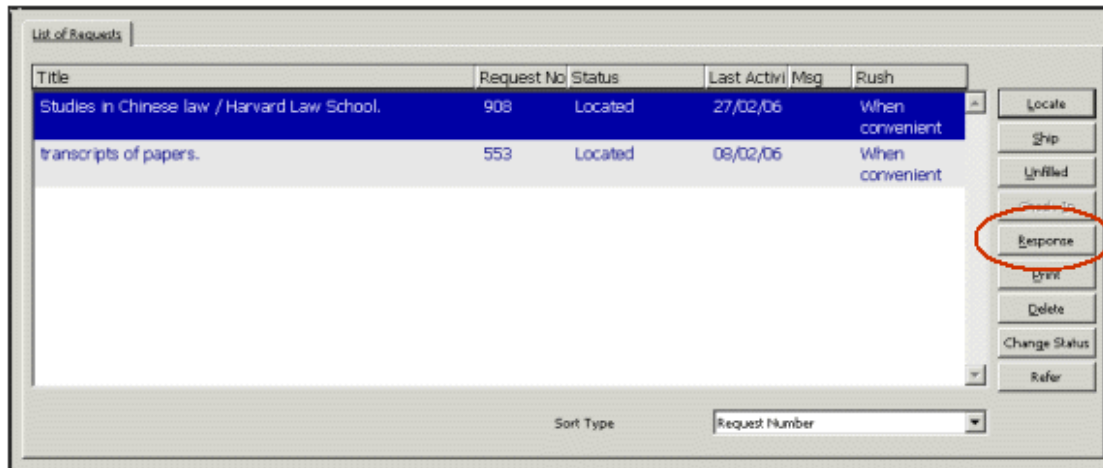 List of Requests
Title Request No Status Last Activi Msg Rush
Studies in Chinese law / Harvard Law School. 908 Located 27/02/06 When
convenient
transcripts of papers. 553 Located 08/02/06 When
convenient
Locate
Ship
Unfilled
Check-In
Response
Print
Delete
Change Status
Refer
Sort Type Request Number